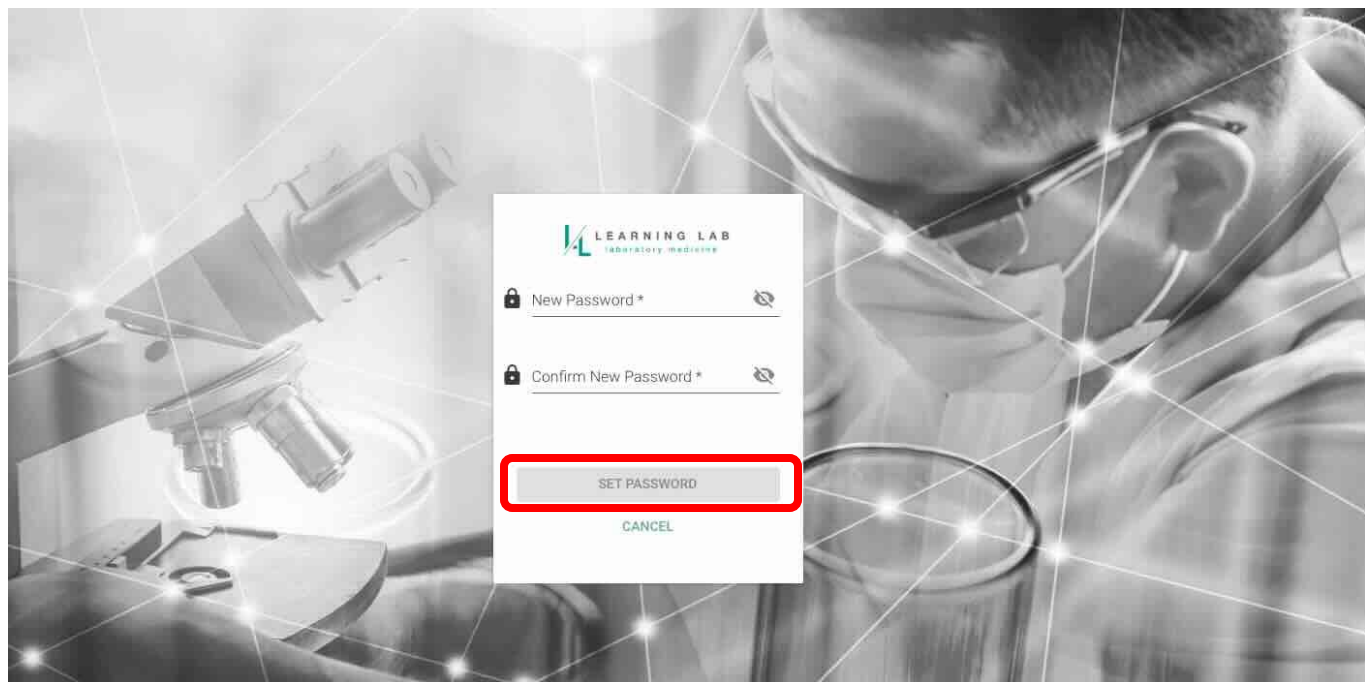 LEARNING LAB
laboratory medicine
New Password *
Confirm New Password *
SET PASSWORD
CANCEL